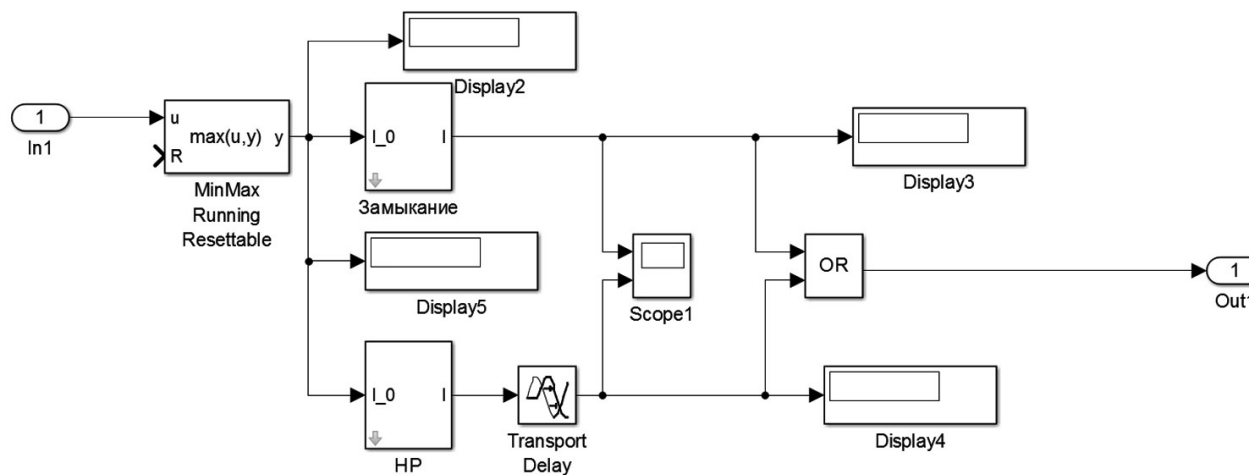 1
In1
u
R
max(u,y)
y
MinMax
Running
Resettable
Display2
I_0
I
Замыкание
Display5
I_0
I
НР
Transport
Delay
Scope1
Display3
OR
Display4
1
Out1